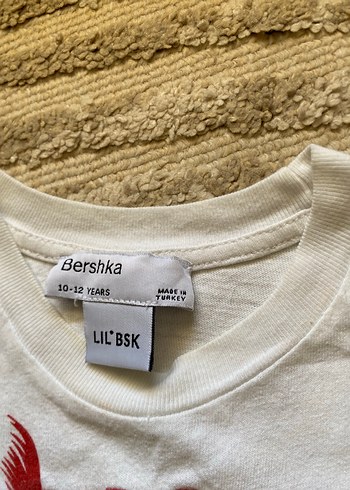 Bershka
10-12 YEARS
MADE IN
TURKEY
LIL' BSK